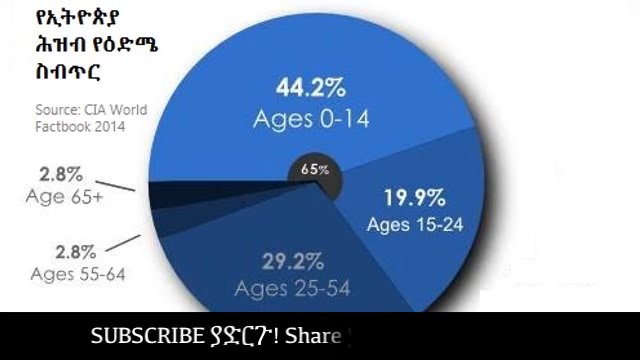 የኢትዮጵያ
ሕዝብ የዕድሜ
ስብጥር
Source: CIA World
Factbook 2014
44.2%
Ages 0-14
65%
19.9%
Ages 15-24
2.8%
Age 65+
2.8%
Ages 55-64
29.2%
Ages 25-54
SUBSCRIBE ያድርጉ! Share